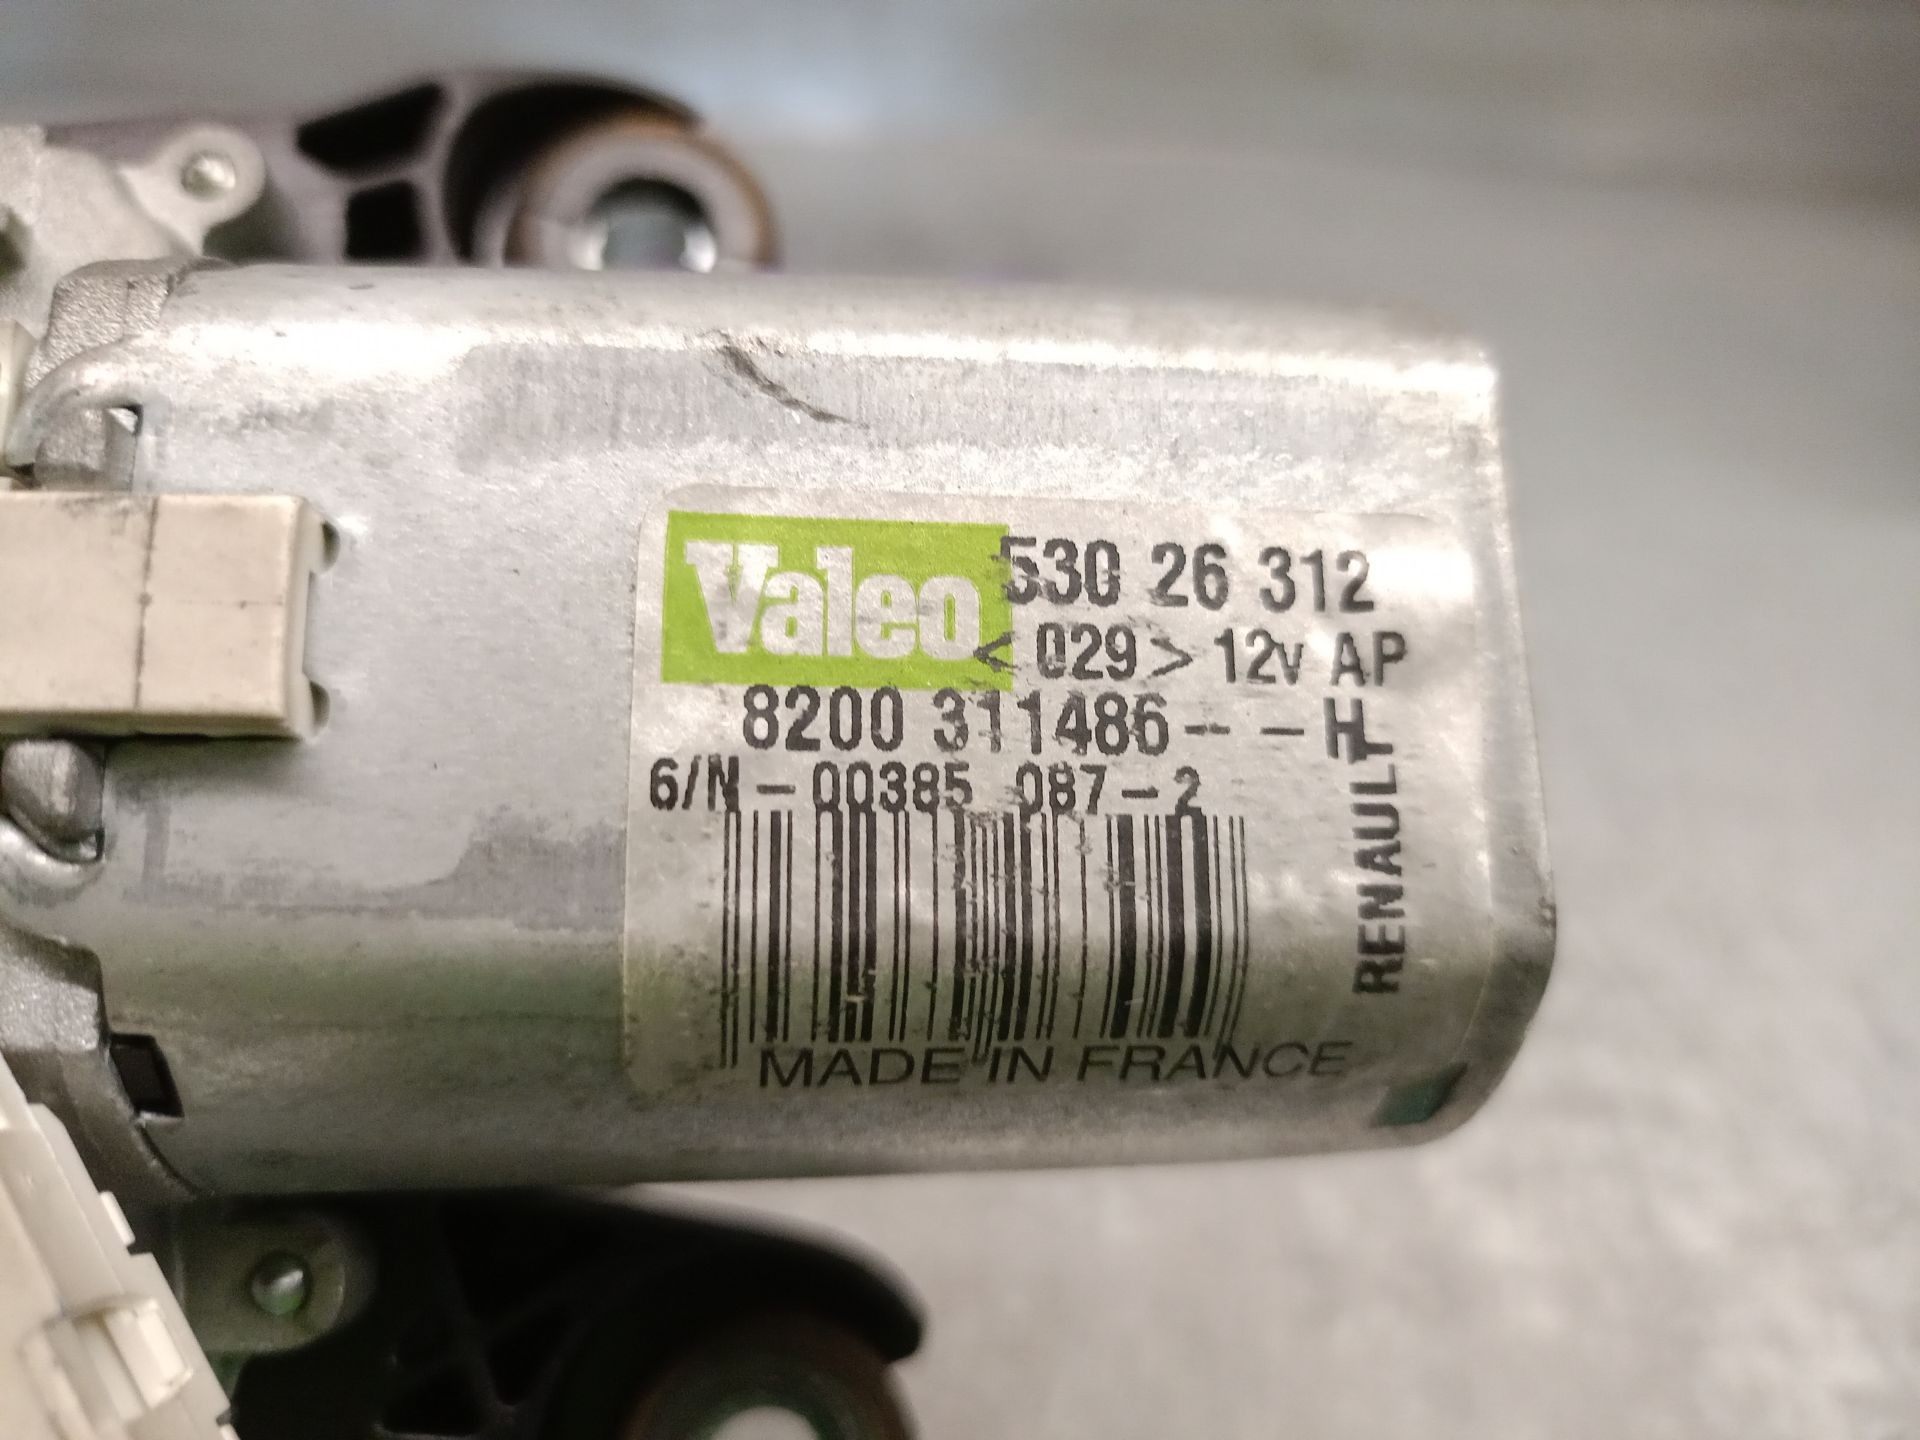 Valeo 530 26 312
< 029 > 12v AP
8200 311486-- -H
6/N-00385 087-2
RENAULT
MADE IN FRANCE